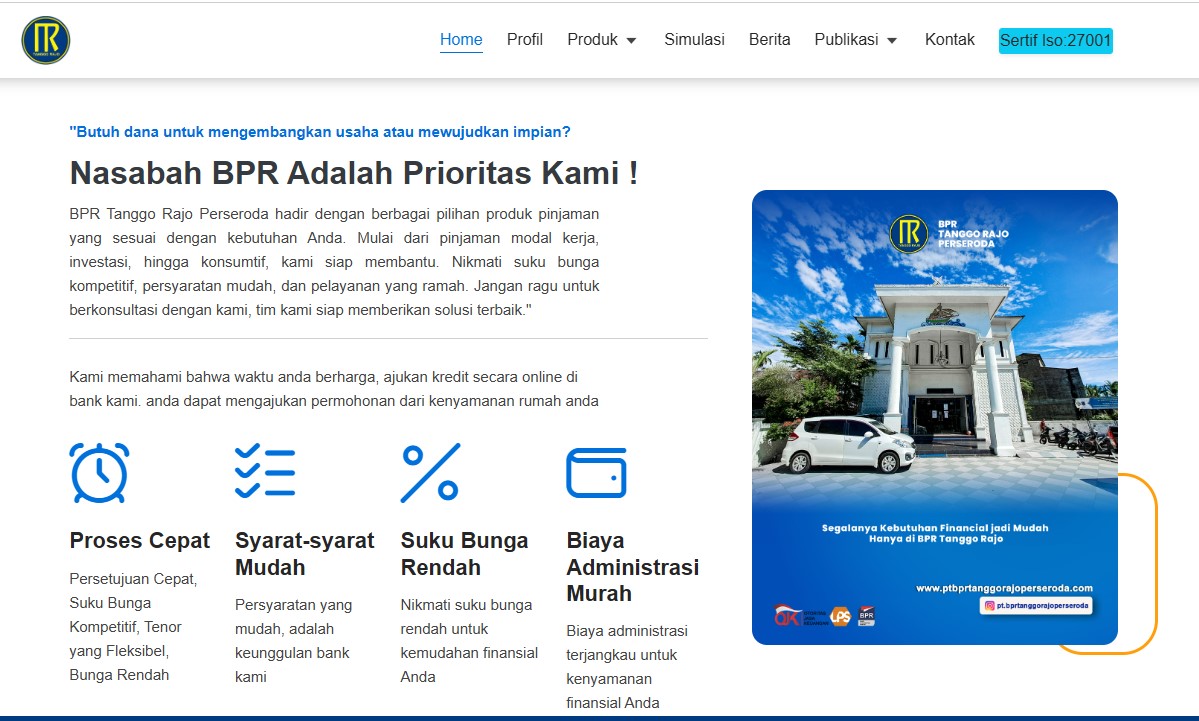 TANGGO RAJO
Home
Profil
Produk
Simulasi
Berita
Publikasi
Kontak
Sertif Iso:27001
"Butuh dana untuk mengembangkan usaha atau mewujudkan impian?
Nasabah BPR Adalah Prioritas Kami !
BPR Tanggo Rajo Perseroda hadir dengan berbagai pilihan produk pinjaman
yang sesuai dengan kebutuhan Anda. Mulai dari pinjaman modal kerja,
investasi, hingga konsumtif, kami siap membantu. Nikmati suku bunga
kompetitif, persyaratan mudah, dan pelayanan yang ramah. Jangan ragu untuk
berkonsultasi dengan kami, tim kami siap memberikan solusi terbaik."
Kami memahami bahwa waktu anda berharga, ajukan kredit secara online di
bank kami. anda dapat mengajukan permohonan dari kenyamanan rumah anda
Proses Cepat
Persetujuan Cepat,
Suku Bunga
Kompetitif, Tenor
yang Fleksibel,
Bunga Rendah
Syarat-syarat
Mudah
Persyaratan yang
mudah, adalah
keunggulan bank
kami
Suku Bunga
Rendah
Nikmati suku bunga
rendah untuk
kemudahan finansial
Anda
Biaya
Administrasi
Murah
Biaya administrasi
terjangkau untuk
kenyamanan
finansial Anda
BPR
TANGGO RAJO
PERSERODA
Segalanya Kebutuhan Financial jadi Mudah
Hanya di BPR Tanggo Rajo
www.ptbprtanggorajoperseroda.com
pt.bprtanggorajoperseroda
LPS
BPR